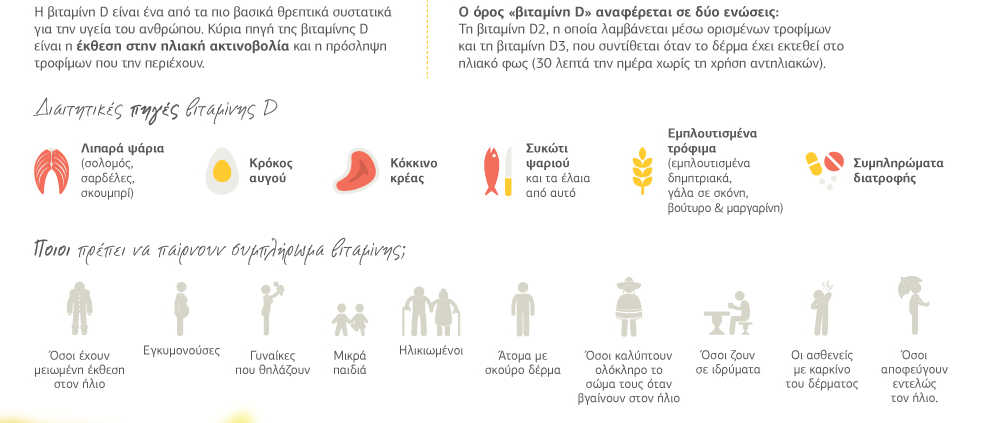 Η βιταμίνη D είναι ένα από τα πιο βασικά θρεπτικά συστατικά
για την υγεία του ανθρώπου. Κύρια πηγή της βιταμίνης D
είναι η έκθεση στην ηλιακή ακτινοβολία και η πρόσληψη
τροφίμων που την περιέχουν.
Ο όρος «βιταμίνη D» αναφέρεται σε δύο ενώσεις:
Τη βιταμίνη D2, η οποία λαμβάνεται μέσω ορισμένων τροφίμων
και τη βιταμίνη D3, που συντίθεται όταν το δέρμα έχει εκτεθεί στο
ηλιακό φως (30 λεπτά την ημέρα χωρίς τη χρήση αντηλιακών).
Διαιτητικές πηγές βιταμίνης D
Λιπαρά ψάρια
(σολομός,
σαρδέλες,
σκουμπρί)
Κρόκος
αυγού
Κόκκινο
κρέας
Συκώτι
ψαριού
και τα έλαια
από αυτό
Εμπλουτισμένα
τρόφιμα
(εμπλουτισμένα
δημητριακά,
γάλα σε σκόνη,
βούτυρο & μαργαρίνη)
Συμπληρώματα
διατροφής
Ποιοι πρέπει να παίρνουν συμπλήρωμα βιταμίνης;
Όσοι έχουν
μειωμένη έκθεση
στον ήλιο
Εγκυμονούσες
Γυναίκες
που θηλάζουν
Μικρά
παιδιά
Ηλικιωμένοι
Άτομα με
σκούρο δέρμα
Όσοι καλύπτουν
ολόκληρο το
σώμα τους όταν
βγαίνουν στον ήλιο
Όσοι ζουν
σε ιδρύματα
Οι ασθενείς
με καρκίνο
του δέρματος
Όσοι
αποφεύγουν
εντελώς
τον ήλιο.